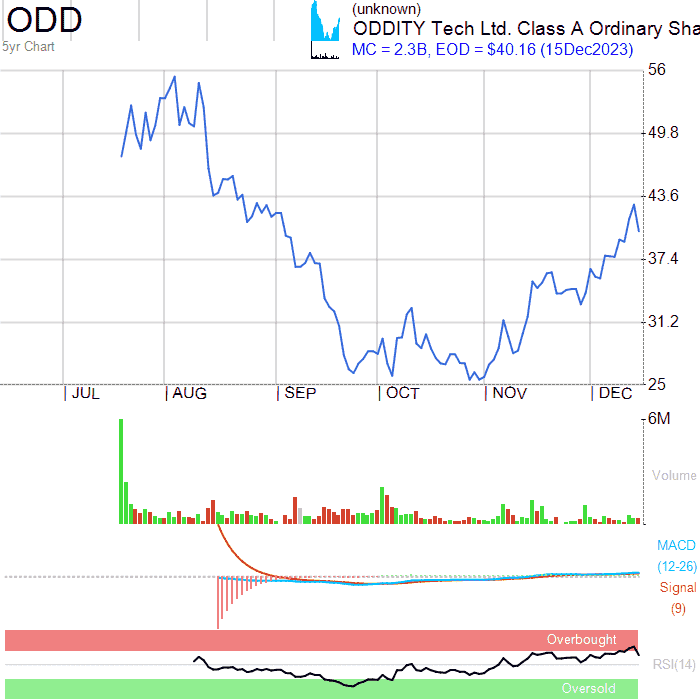 ODD
5yr Chart
(unknown)
ODDITY Tech Ltd. Class A Ordinary Sha
MC = 2.3B, EOD = $40.16 (15Dec2023)
56
49.8
43.6
37.4
31.2
25
JUL AUG SEP OCT NOV DEC
6M
Volume
MACD
(12-26)
Signal
(9)
Overbought
RSI(14)
Oversold